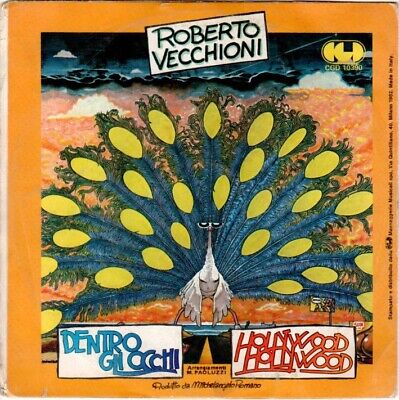 ROBERTO
VECCHIONI
CGD 10390
DENTRO
GLI OCCHI
Arrangiamenti
M. PAOLUZZI
HOLLYWOOD
HOLLYWOOD
Prodotto da Michelangelo Romano
Stampato e distribuito dalla CGD Messaggerie Musicali spa, Via Quintiliano, 40, Milano 1982, Made in Italy.